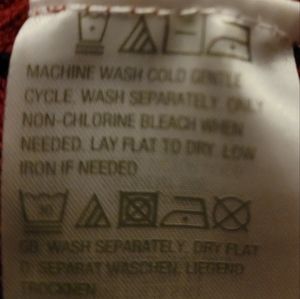 MACHINE WASH COLD GENTLE
CYCLE. WASH SEPARATELY. ONLY
NON-CHLORINE BLEACH WHEN
NEEDED. LAY FLAT TO DRY. LOW
IRON IF NEEDED
GB. WASH SEPARATELY. DRY FLAT
D: SEPARAT WASCHEN. LIEGEND
TROCKNEN